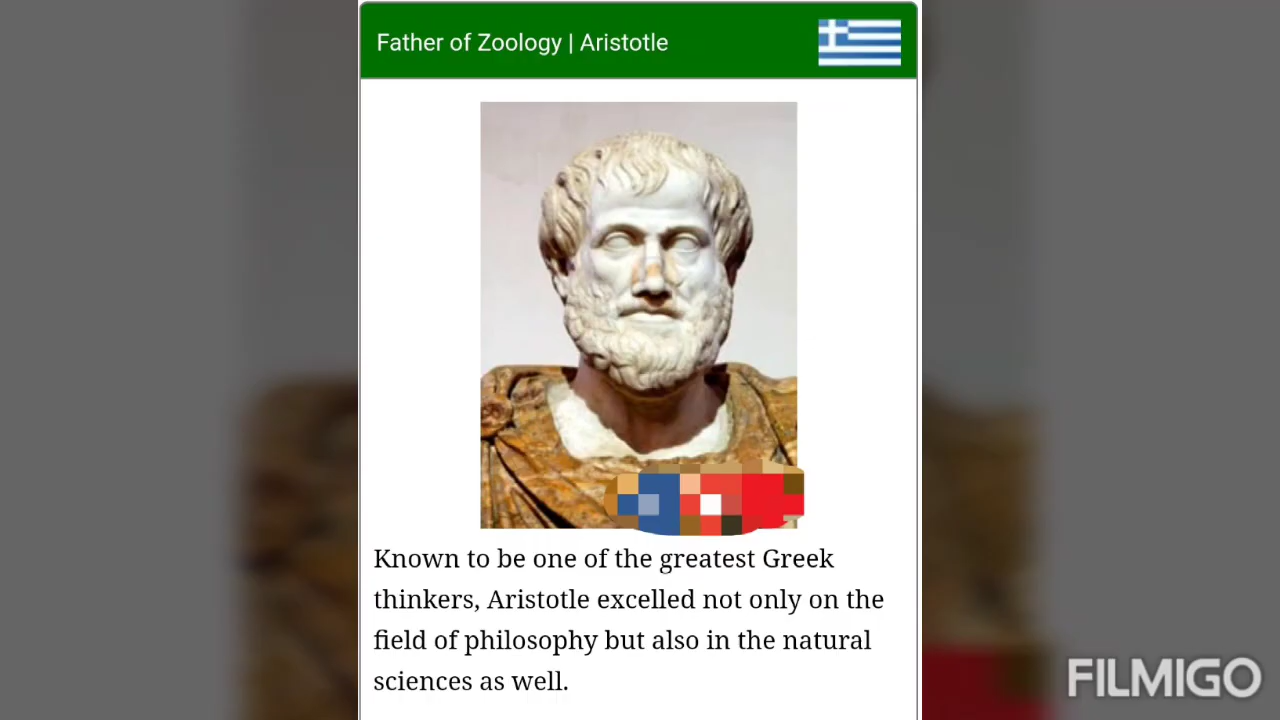 Father of Zoology | Aristotle
Known to be one of the greatest Greek
thinkers, Aristotle excelled not only on the
field of philosophy but also in the natural
sciences as well.
FILMIGO